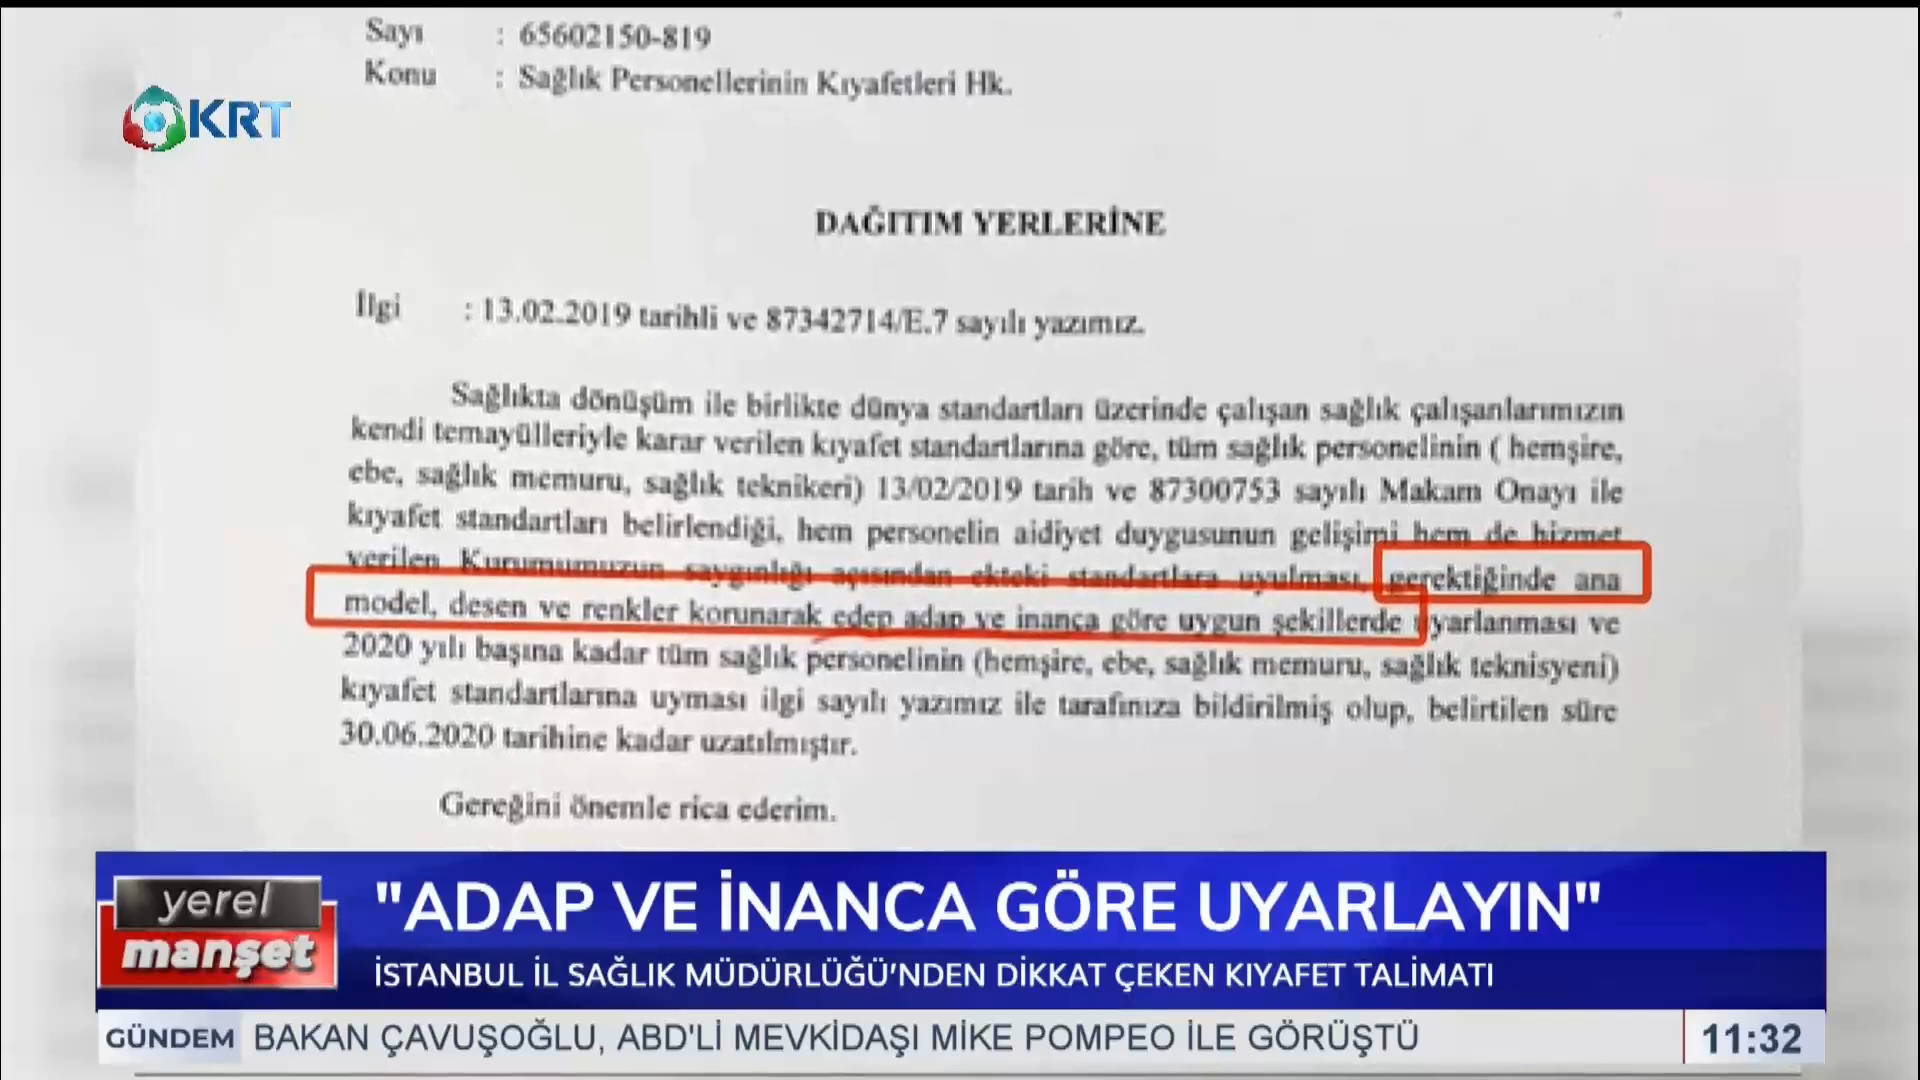 Sayı : 65602150-819
Konu : Sağlık Personellerinin Kıyafetleri Hk.
KRT
DAĞITIM YERLERİNE
İlgi : 13.02.2019 tarihli ve 87342714/E.7 sayılı yazımız.
Sağlıkta dönüşüm ile birlikte dünya standartları üzerinde çalışan sağlık çalışanlarımızın
kendi temayülleriyle karar verilen kıyafet standartlarına göre, tüm sağlık personelinin ( hemşire,
ebe, sağlık memuru, sağlık teknikeri) 13/02/2019 tarih ve 87300753 sayılı Makam Onayı ile
kıyafet standartları belirlendiği, hem personelin aidiyet duygusunun gelişimi hem de hizmet
verilen Kurumumuzun saygınlığı açısından ekteki standartlara uyulması, gerektiğinde ana
model, desen ve renkler korunarak edep adap ve inança göre uygun şekillerde uyarlanması ve
2020 yılı başına kadar tüm sağlık personelinin (hemşire, ebe, sağlık memuru, sağlık teknisyeni)
kıyafet standartlarına uyması ilgi sayılı yazımız ile tarafınıza bildirilmiş olup, belirtilen süre
30.06.2020 tarihine kadar uzatılmıştır.
Gereğini önemle rica ederim.
yerel
manşet
"ADAP VE İNANCA GÖRE UYARLAYIN"
İSTANBUL İL SAĞLIK MÜDÜRLÜĞÜ'NDEN DİKKAT ÇEKEN KIYAFET TALİMATI
GÜNDEM BAKAN ÇAVUŞOĞLU, ABD'Lİ MEVKİDAŞI MİKE POMPEO İLE GÖRÜŞTÜ 11:32